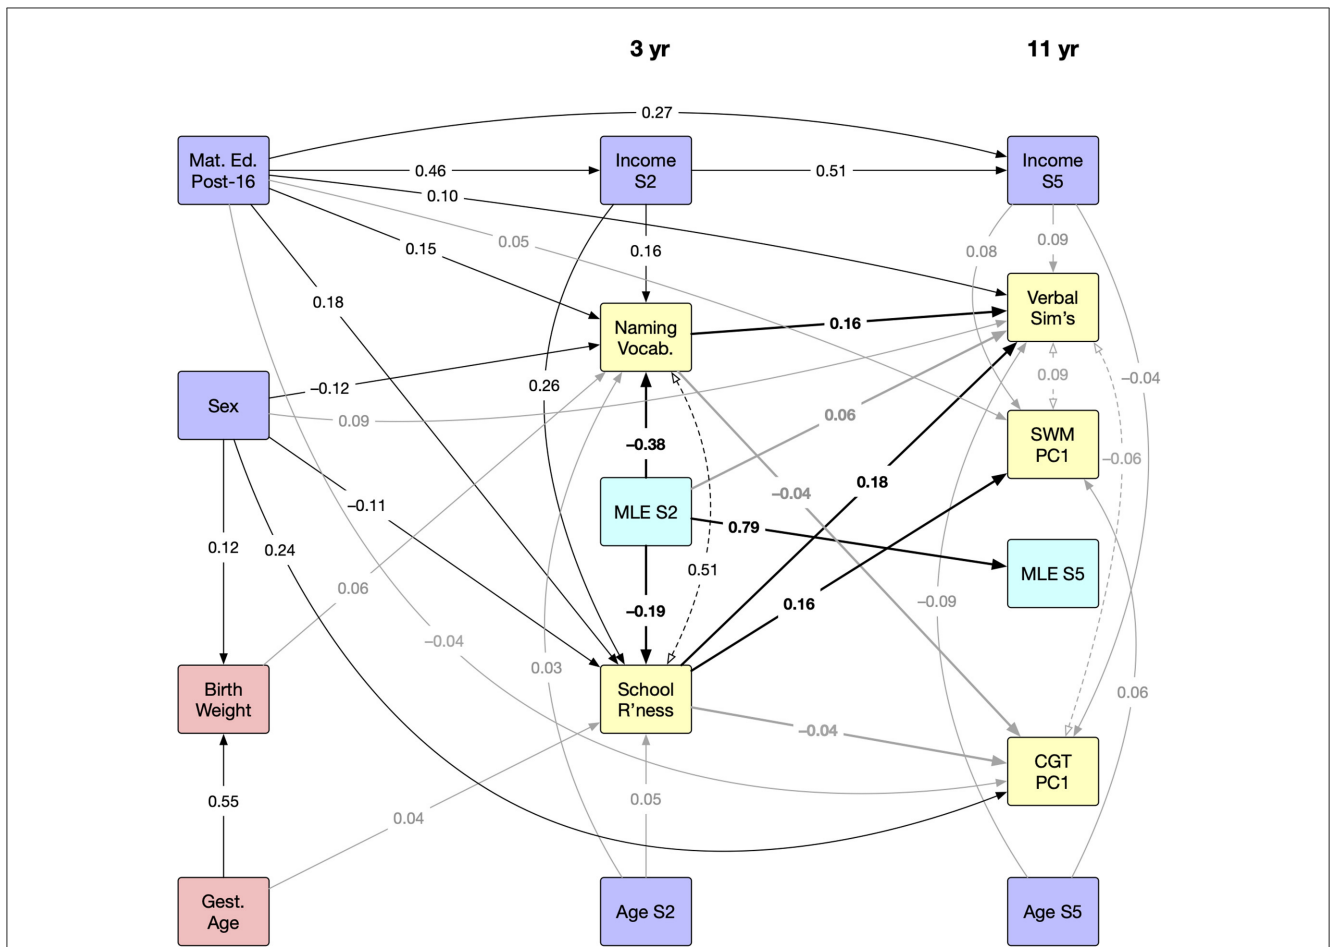 3 yr 11 yr
0.27
Mat. Ed.
Post-16
0.46
Income
S2
0.51
Income
S5
0.10
0.15
0.05
0.16
0.08
0.09
0.18
Naming
Vocab.
0.16
Verbal
Sim's
Sex
−0.12
0.09
0.26
0.06
0.09
−0.04
−0.38
SWM
PC1
−0.06
−0.11
MLE S2
−0.04
0.18
0.79
0.12
0.24
0.51
MLE S5
0.06
−0.19
0.16
−0.09
−0.04
0.03
Birth
Weight
School
R'ness
0.06
−0.04
CGT
PC1
0.55
0.04
0.05
Gest.
Age
Age S2
Age S5